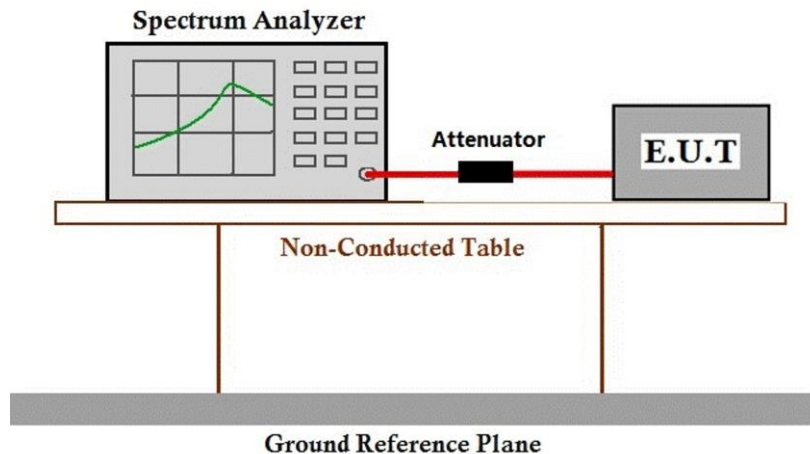 Spectrum Analyzer
Attenuator
E.U.T
Non-Conducted Table
Ground Reference Plane